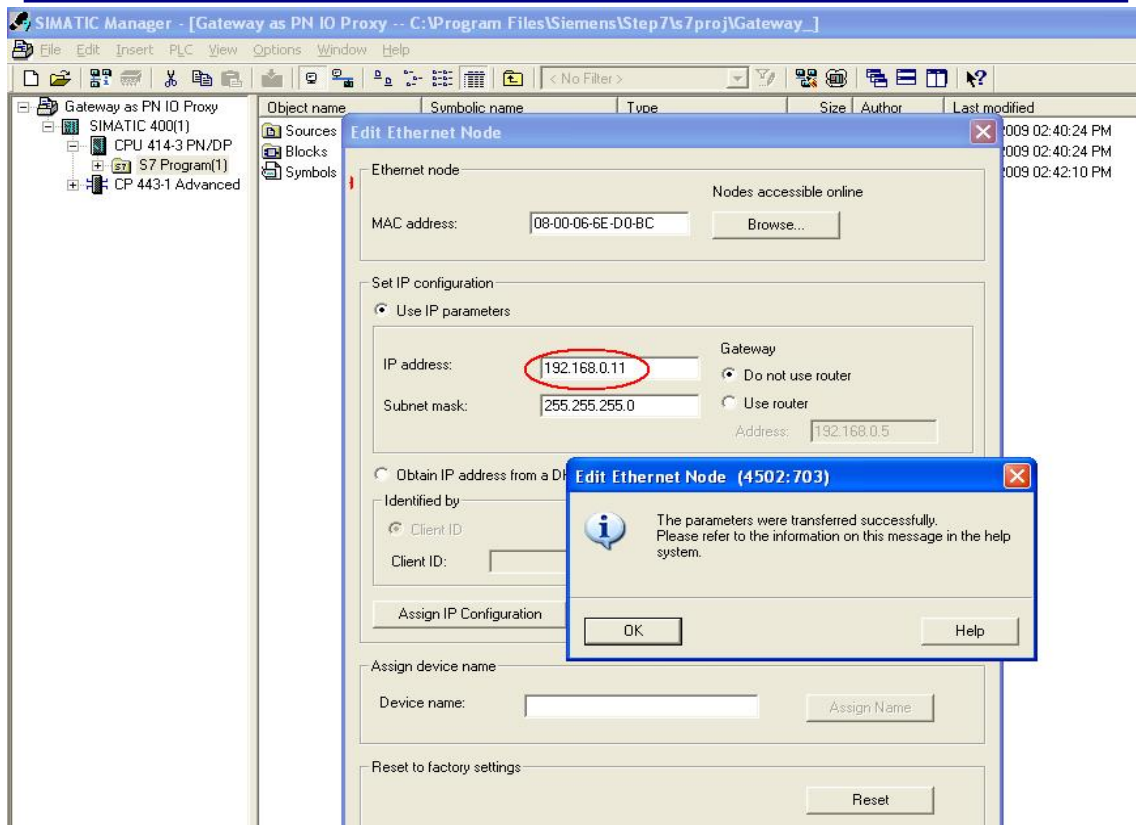 SIMATIC Manager - [Gateway as PN IO Proxy -- C:\Program Files\Siemens\Step7\s7proj\Gateway_]
File Edit Insert PLC View Options Window Help
< No Filter >
Gateway as PN IO Proxy
SIMATIC 400(1)
CPU 414-3 PN/DP
S7 Program(1)
CP 443-1 Advanced
Object name Symbolic name Type Size Author Last modified
Sources 2009 02:40:24 PM
Blocks 2009 02:40:24 PM
Symbols 2009 02:42:10 PM
Edit Ethernet Node
Ethernet node
Nodes accessible online
MAC address: 08-00-06-6E-D0-BC Browse...
Set IP configuration
Use IP parameters
Gateway
IP address: 192.168.0.11 Do not use router
Subnet mask: 255.255.255.0 Use router
Address: 192.168.0.5
Obtain IP address from a DH
Identified by
Client ID
Client ID:
Assign IP Configuration
Edit Ethernet Node (4502:703)
The parameters were transferred successfully.
Please refer to the information on this message in the help
system.
OK Help
Assign device name
Device name: Assign Name
Reset to factory settings
Reset